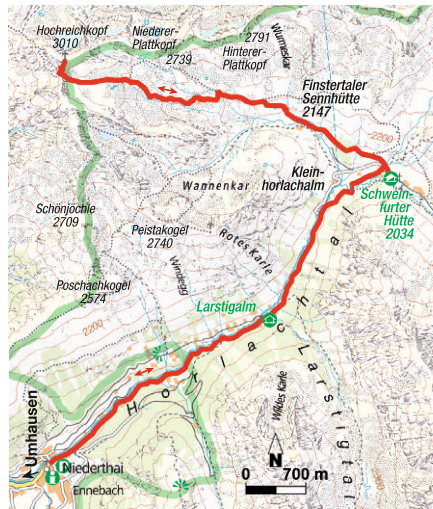 Hochreichkopf
3010
Niederer-
Plattkopf
2739
2791
Hinterer-
Plattkopf
Wurmeskar
Finstertaler
Sennhütte
2147
2200
Klein-
horlachalm
Schwein-
furter
Hütte
2034
Wannenkar
Schönjöchle
2709
Peistakogel
2740
Rotes Karle
Windegg
Poschachkogel
2574
Larstigalm
2200
Horlachtal
Larstigtal
Wildes Karle
Umhausen
Niederthai
Ennebach
N
0 700 m